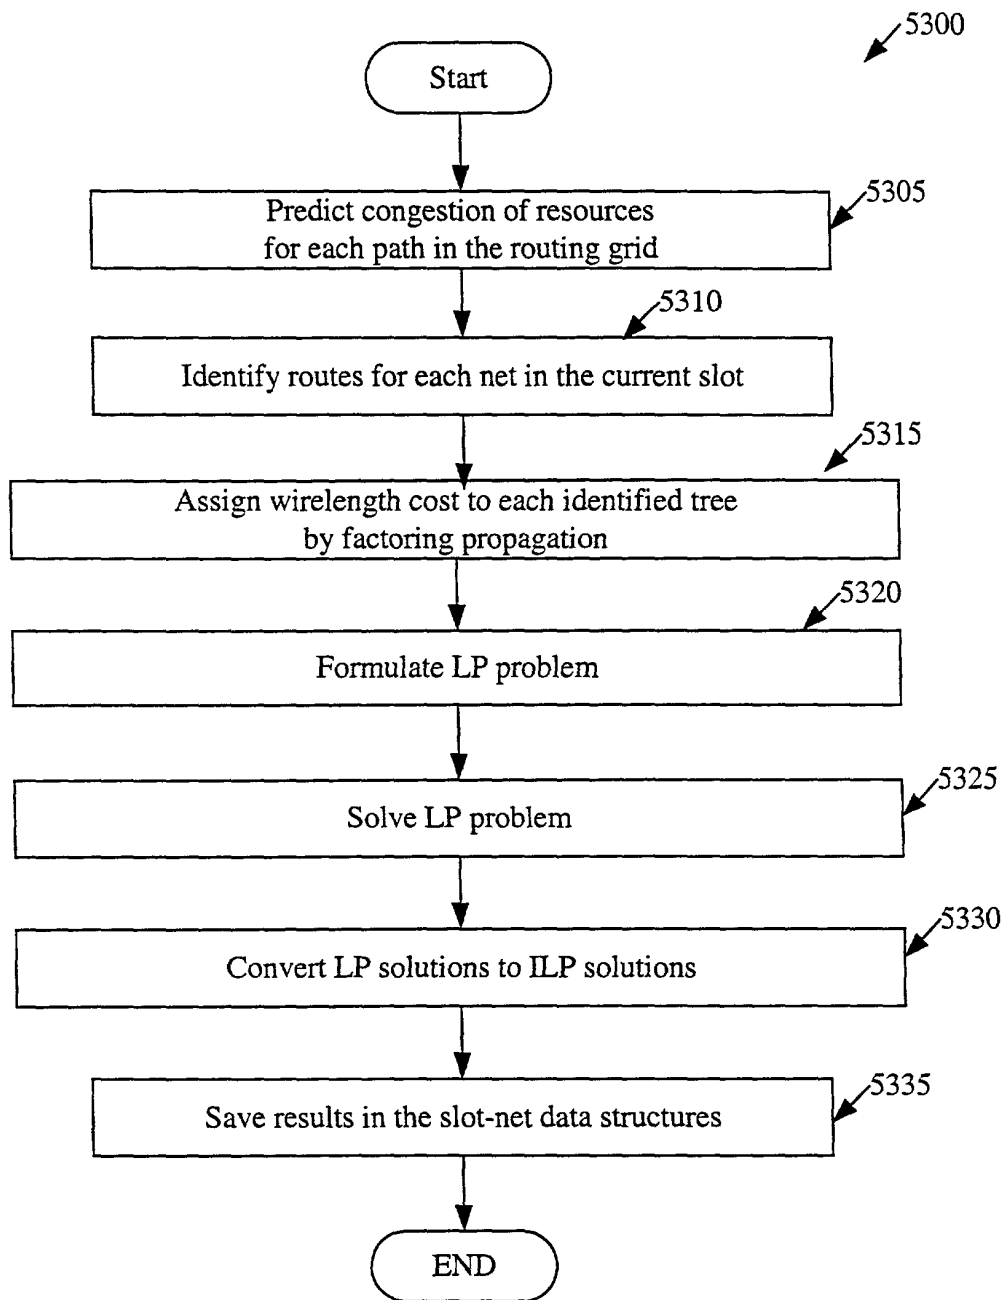 5300
Start
5305
Predict congestion of resources
for each path in the routing grid
5310
Identify routes for each net in the current slot
5315
Assign wirelength cost to each identified tree
by factoring propagation
5320
Formulate LP problem
5325
Solve LP problem
5330
Convert LP solutions to ILP solutions
5335
Save results in the slot-net data structures
END